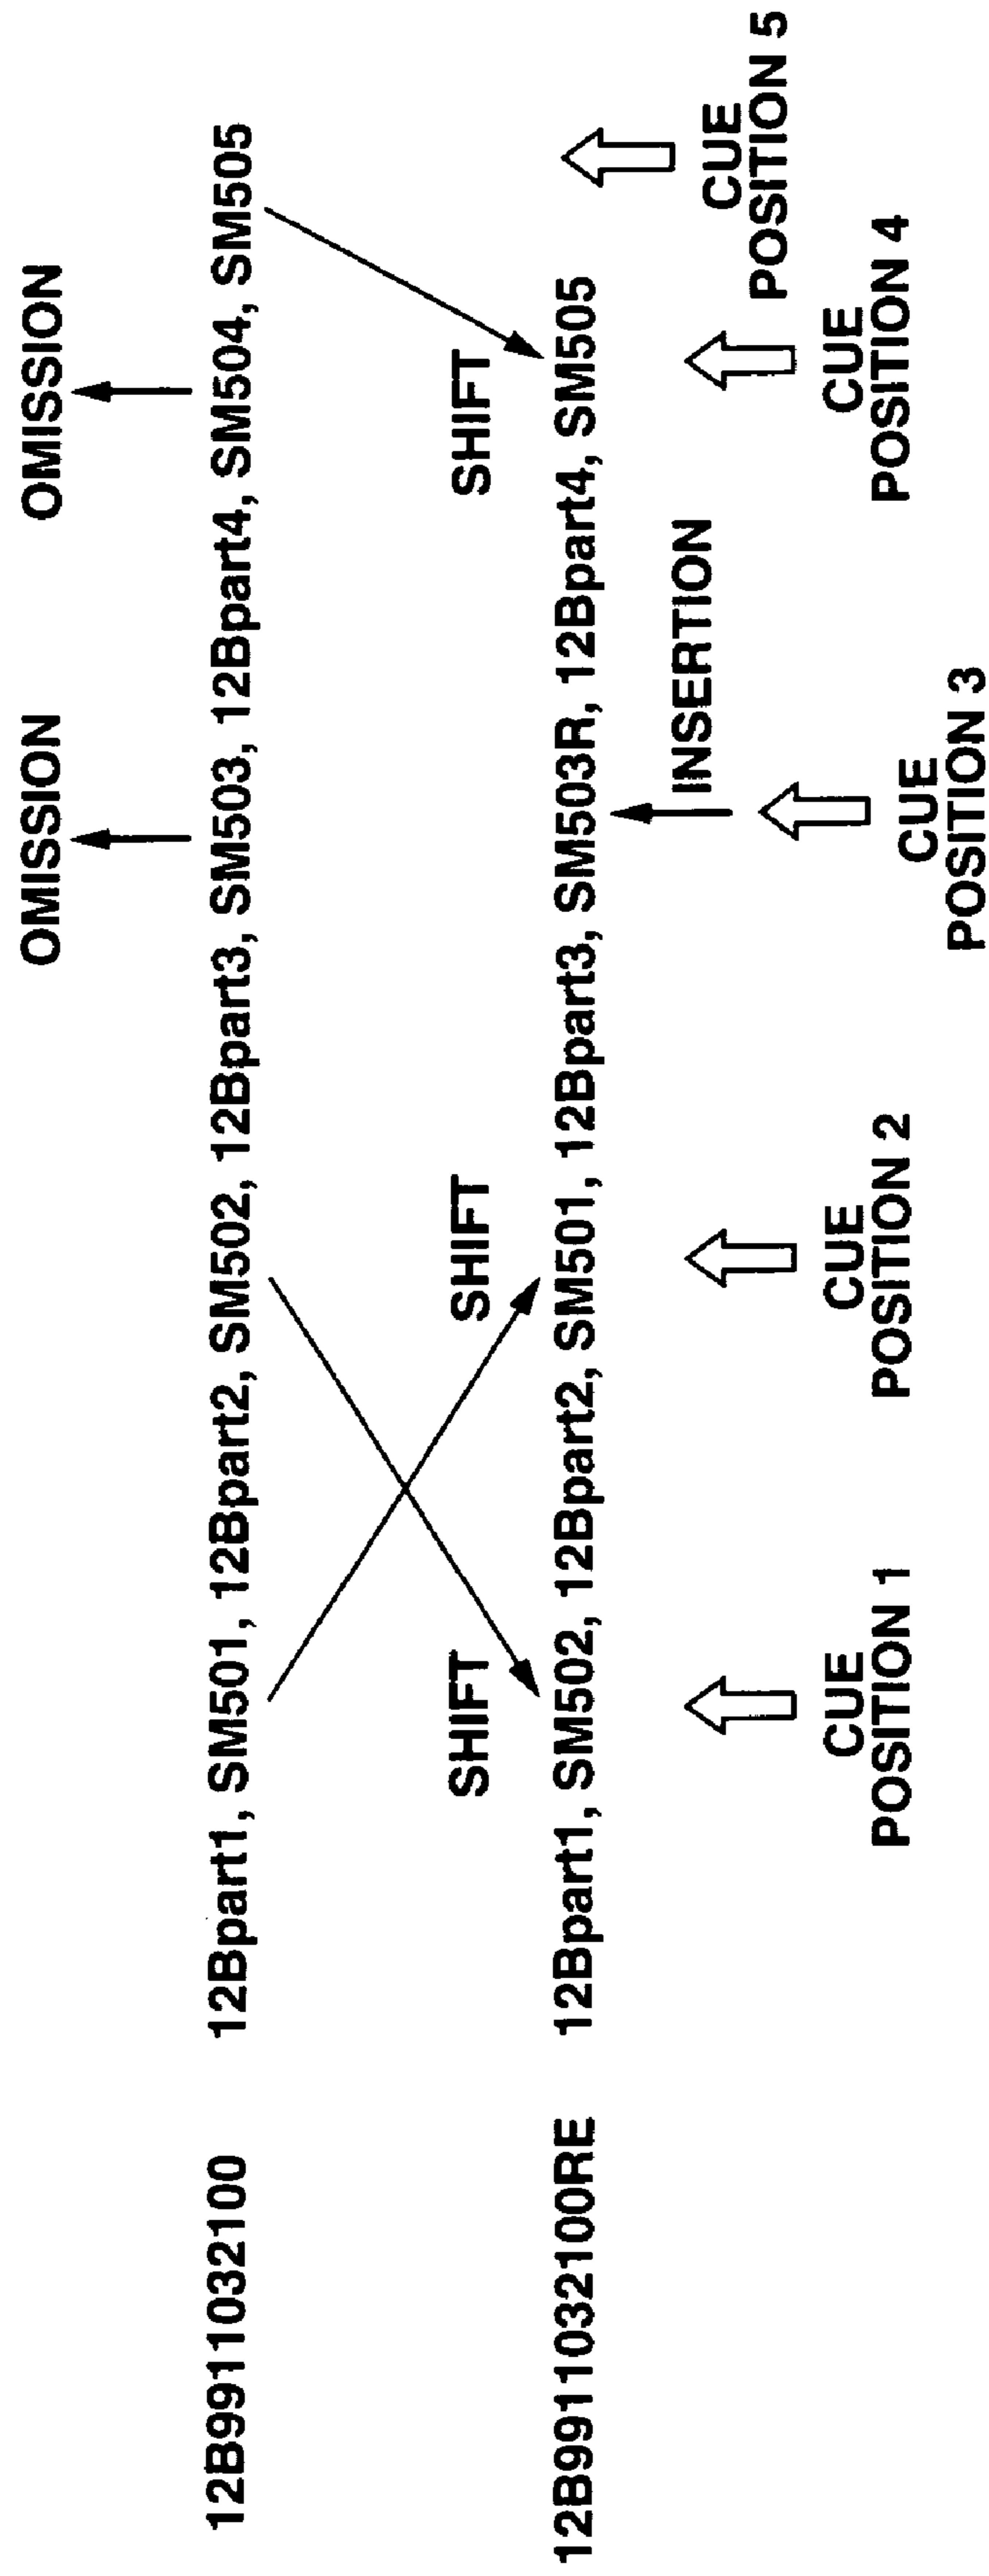 OMISSION OMISSION
12B9911032100 12Bpart1, SM501, 12Bpart2, SM502, 12Bpart3, SM503, 12Bpart4, SM504, SM505
SHIFT SHIFT SHIFT
12B9911032100RE 12Bpart1, SM502, 12Bpart2, SM501, 12Bpart3, SM503R, 12Bpart4, SM505
INSERTION
CUE
POSITION 1
CUE
POSITION 2
CUE
POSITION 3
CUE
POSITION 4
CUE
POSITION 5